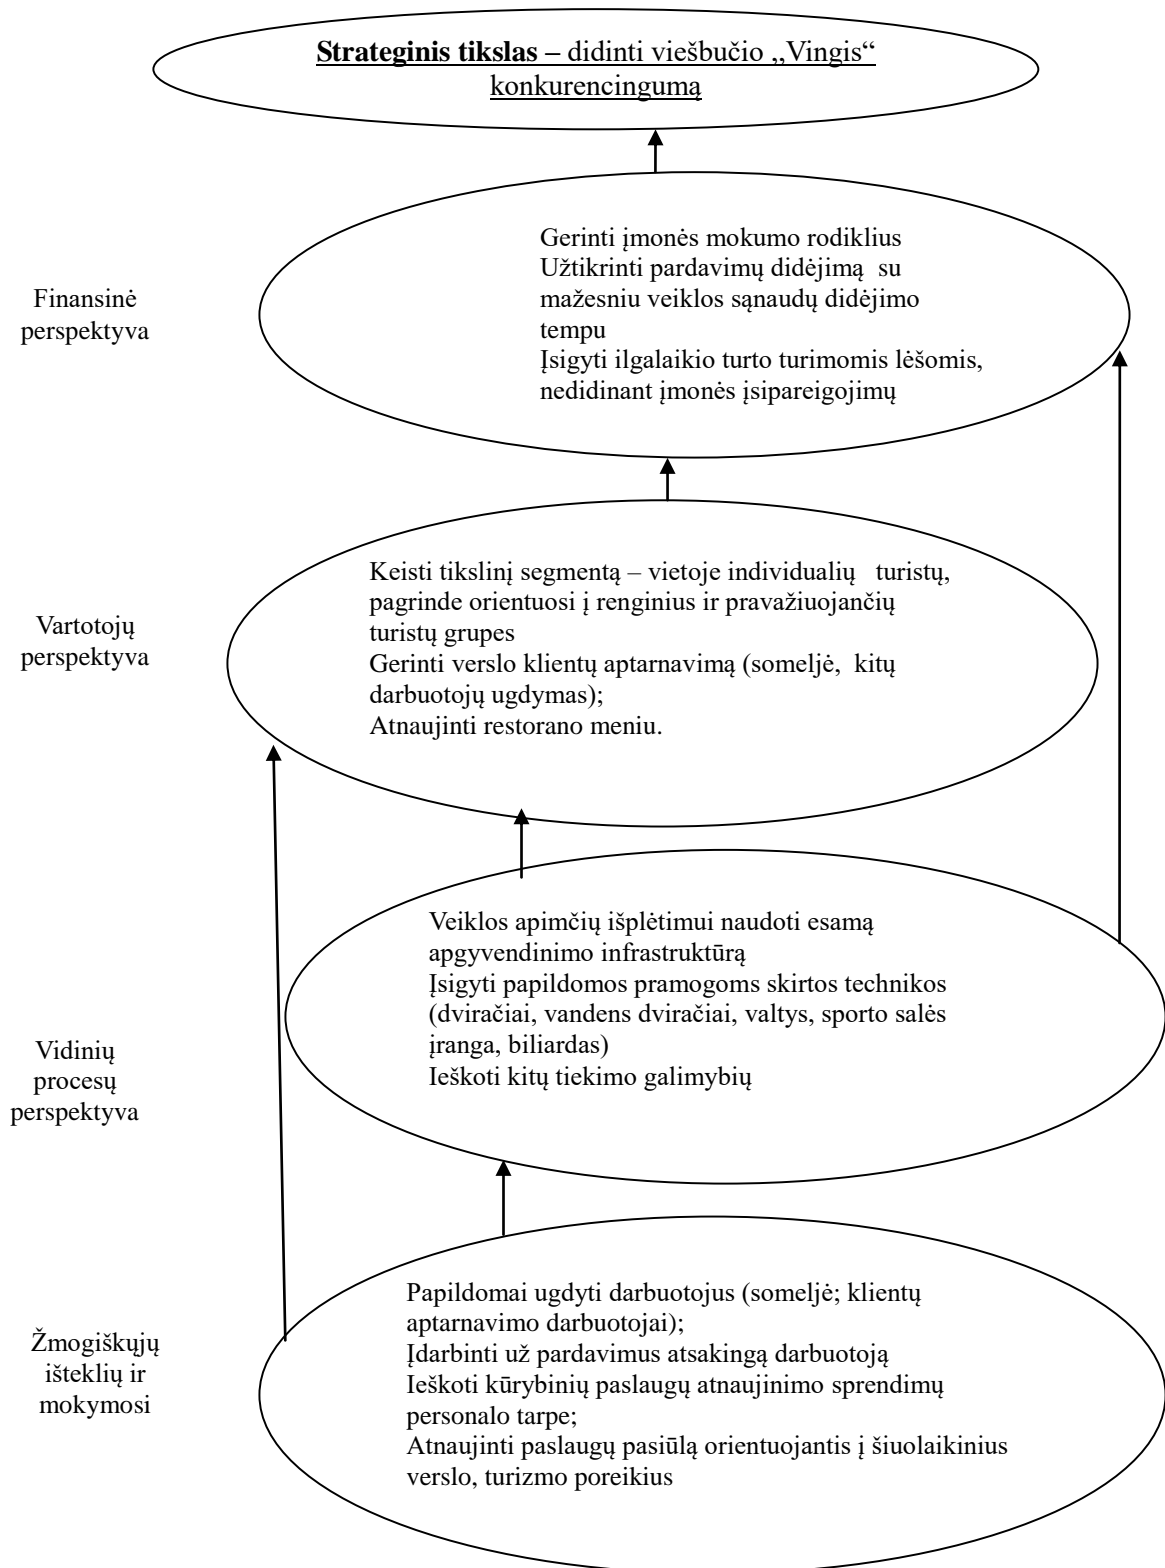 Strateginis tikslas – didinti viešbučio „Vingis“
konkurencingumą
Finansinė
perspektyva
Gerinti įmonės mokumo rodiklius
Užtikrinti pardavimų didėjimą su
mažesniu veiklos sąnaudų didėjimo
tempu
Įsigyti ilgalaikio turto turimomis lėšomis,
nedidinant įmonės įsipareigojimų
Vartotojų
perspektyva
Keisti tikslinį segmentą – vietoje individualių turistų,
pagrinde orientuosi į renginius ir pravažiuojančių
turistų grupes
Gerinti verslo klientų aptarnavimą (someljė, kitų
darbuotojų ugdymas);
Atnaujinti restorano meniu.
Vidinių
procesų
perspektyva
Veiklos apimčių išplėtimui naudoti esamą
apgyvendinimo infrastruktūrą
Įsigyti papildomos pramogoms skirtos technikos
(dviračiai, vandens dviračiai, valtys, sporto salės
įranga, biliardas)
Ieškoti kitų tiekimo galimybių
Žmogiškųjų
išteklių ir
mokymosi
Papildomai ugdyti darbuotojus (someljė; klientų
aptarnavimo darbuotojai);
Įdarbinti už pardavimus atsakingą darbuotoją
Ieškoti kūrybinių paslaugų atnaujinimo sprendimų
personalo tarpe;
Atnaujinti paslaugų pasiūlą orientuojantis į šiuolaikinius
verslo, turizmo poreikius